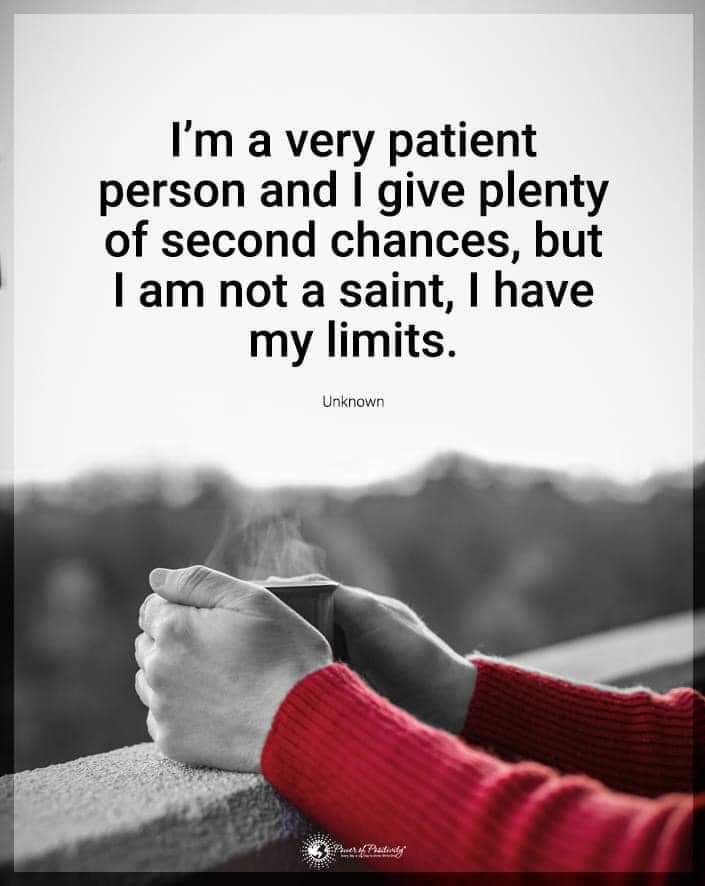 I’m a very patient
person and I give plenty
of second chances, but
I am not a saint, I have
my limits.
Unknown
Power of Positivity